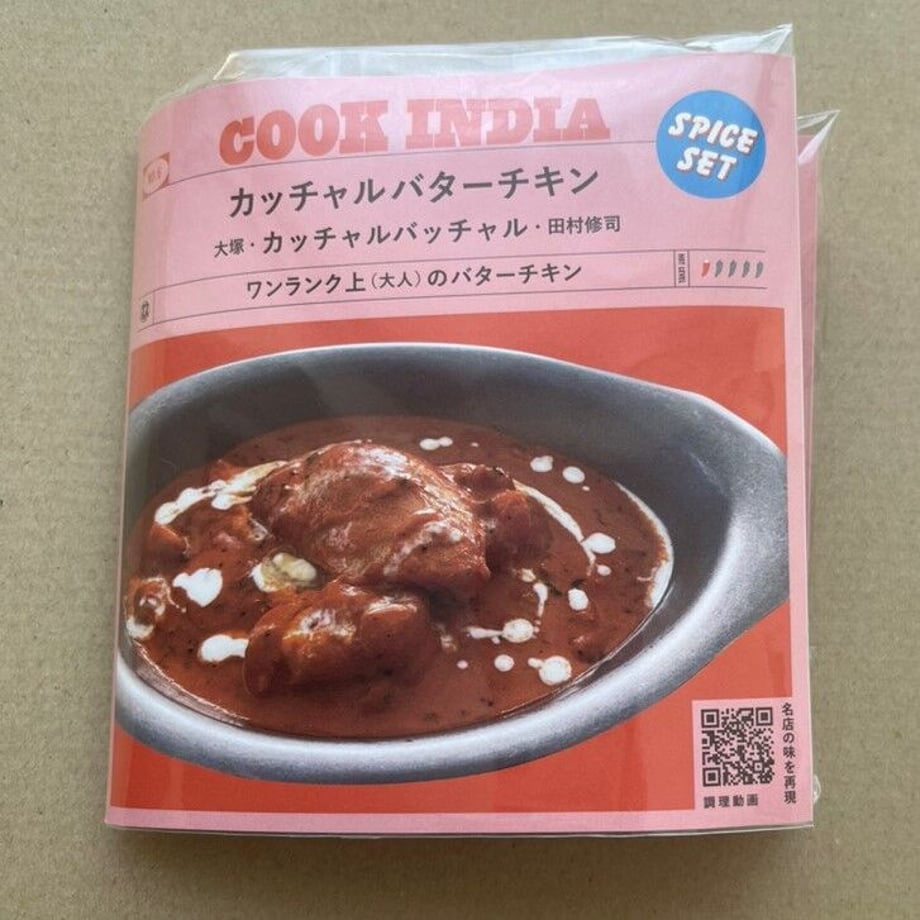 COOK INDIA
SPICE
SET
カッチャルバターチキン
大塚・カッチャルバッチャル・田村修司
ワンランク上（大人）のバターチキン
名店の味を再現
調理動画